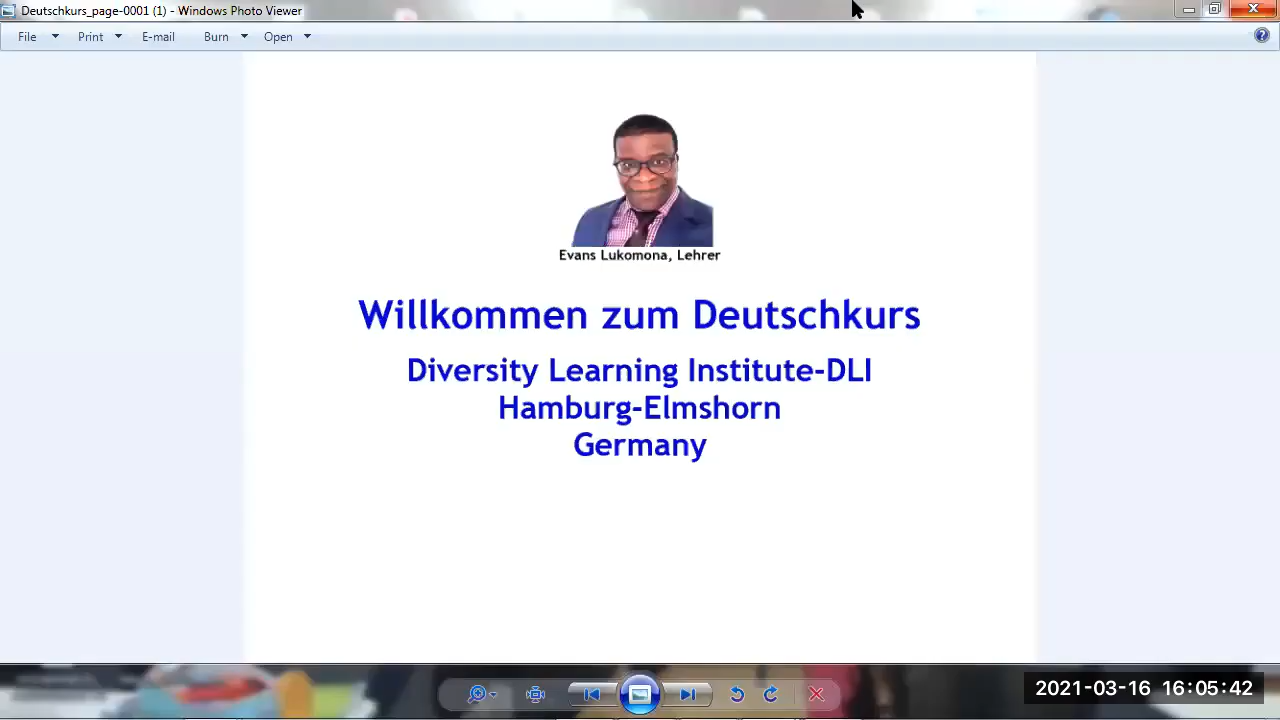 Deutschkurs_page-0001 (1) - Windows Photo Viewer
File Print E-mail Burn Open
Evans Lukomona, Lehrer
Willkommen zum Deutschkurs
Diversity Learning Institute-DLI
Hamburg-Elmshorn
Germany
2021-03-16 16:05:42